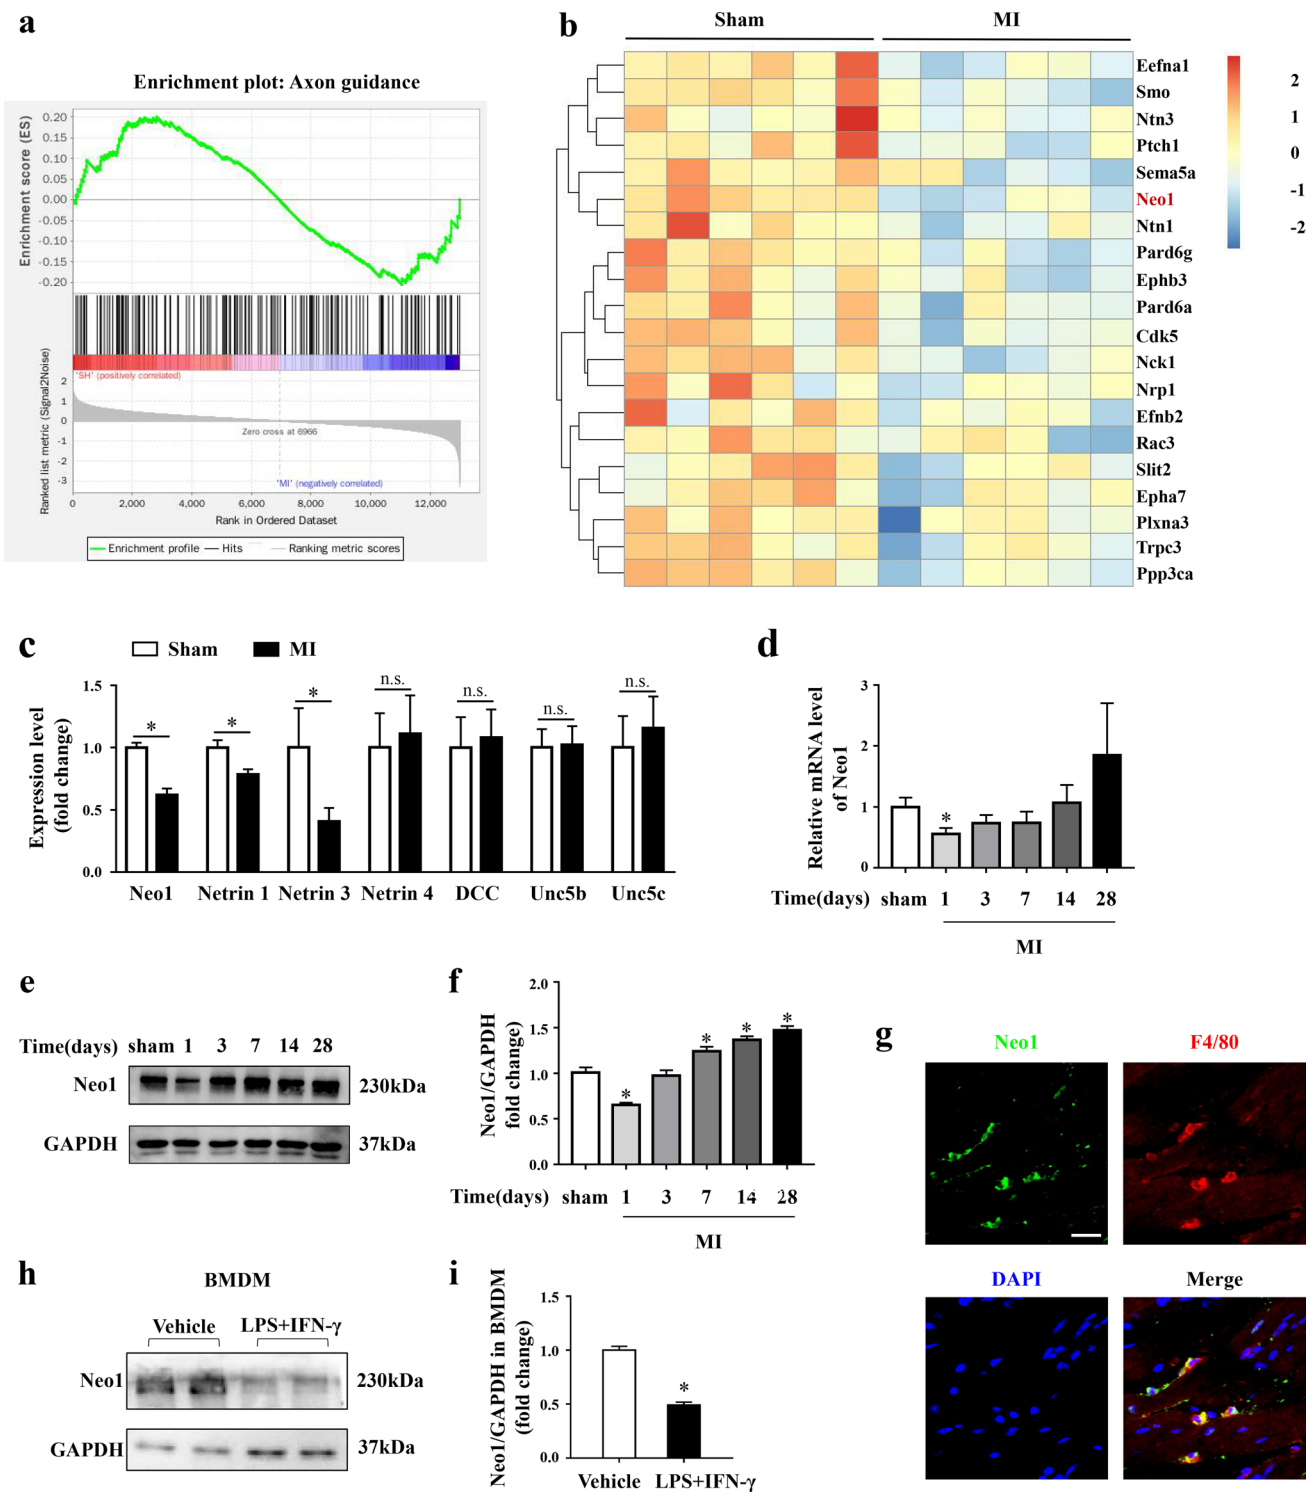 a
Enrichment plot: Axon guidance
Enrichment score (ES)
0.20
0.15
0.10
0.05
0.00
-0.05
-0.10
-0.15
-0.20
'SH' (positively correlated)
Ranked list metric (Signal2Noise)
2
1
0
-1
-2
-3
Zero cross at 6966
'MI' (negatively correlated)
0 2,000 4,000 6,000 8,000 10,000 12,000
Rank in Ordered Dataset
Enrichment profile Hits Ranking metric scores
b
Sham MI
Eefna1
Smo
Ntn3
Ptch1
Sema5a
Neo1
Ntn1
Pard6g
Ephb3
Pard6a
Cdk5
Nck1
Nrp1
Efnb2
Rac3
Slit2
Epha7
Plxna3
Trpc3
Ppp3ca
2
1
0
-1
-2
c
Sham MI
Expression level
(fold change)
1.5
1.0
0.5
0.0
* * * n.s. n.s. n.s. n.s.
Neo1 Netrin 1 Netrin 3 Netrin 4 DCC Unc5b Unc5c
d
Relative mRNA level
of Neo1
3
2
1
0
*
Time(days) sham 1 3 7 14 28
MI
e
Time(days) sham 1 3 7 14 28
Neo1 230kDa
GAPDH 37kDa
f
Neo1/GAPDH
fold change)
2.0
1.5
1.0
0.5
0.0
* * * *
Time(days) sham 1 3 7 14 28
MI
g
Neo1 F4/80
DAPI Merge
h
BMDM
Vehicle LPS+IFN-γ
Neo1 230kDa
GAPDH 37kDa
i
Neo1/GAPDH in BMDM
(fold change)
1.5
1.0
0.5
0.0
*
Vehicle LPS+IFN-γ